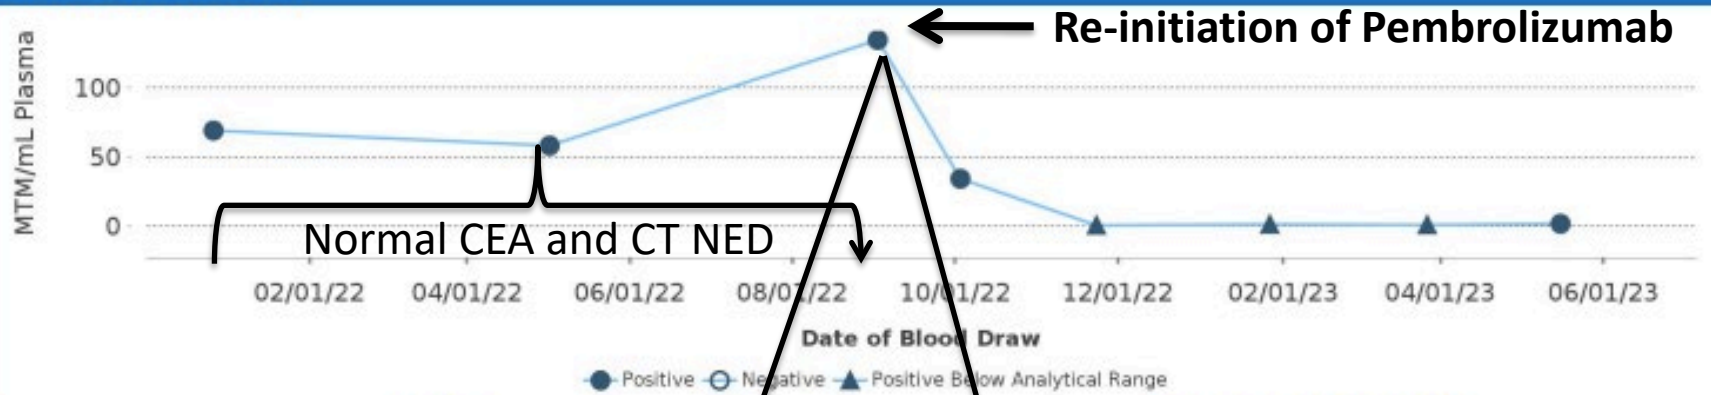 Re-initiation of Pembrolizumab
MTM/mL Plasma
100
50
0
Normal CEA and CT NED
02/01/22 04/01/22 06/01/22 08/01/22 10/01/22 12/01/22 02/01/23 04/01/23 06/01/23
Date of Blood Draw
Positive Negative Positive Below Analytical Range